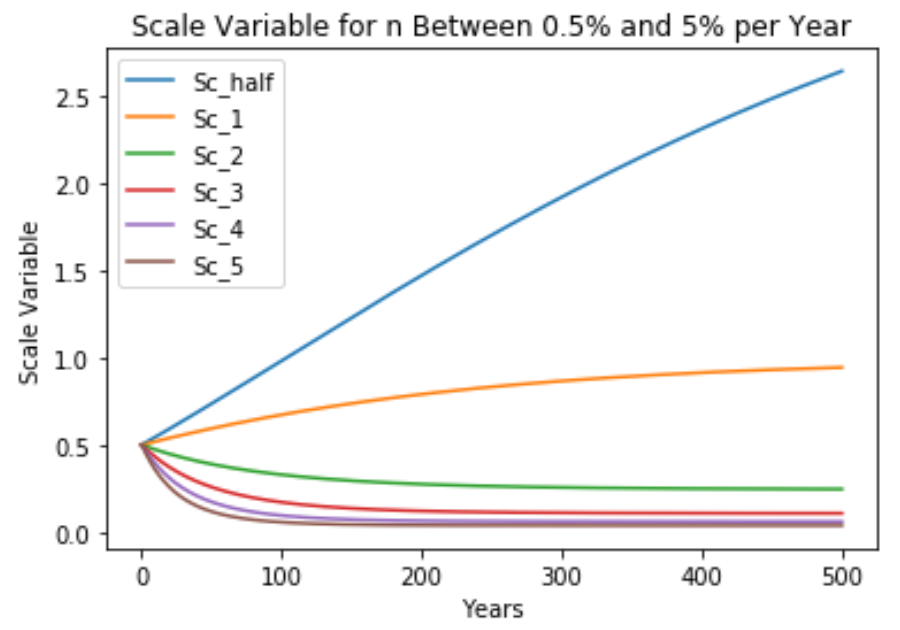 Scale Variable for n Between 0.5% and 5% per Year
Sc_half
Sc_1
Sc_2
Sc_3
Sc_4
Sc_5
2.5
2.0
1.5
1.0
0.5
0.0
Scale Variable
0 100 200 300 400 500
Years